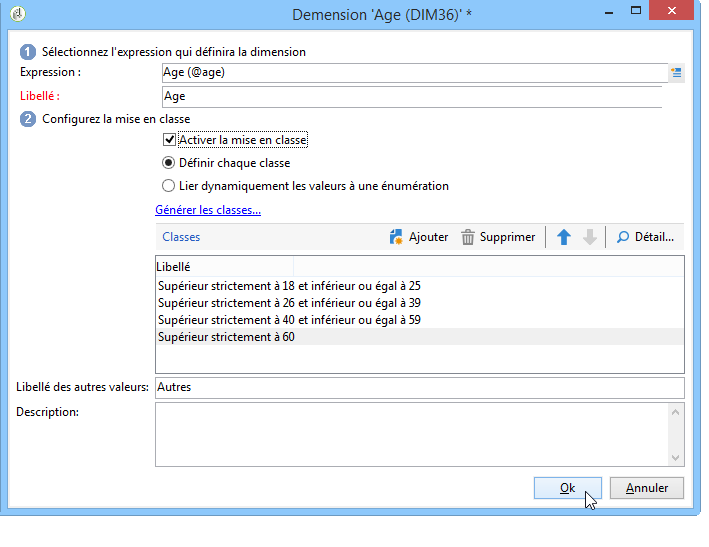 Demension 'Age (DIM36)' *
1 Sélectionnez l'expression qui définira la dimension
Expression : Age (@age)
Libellé : Age
2 Configurez la mise en classe
Activer la mise en classe
Définir chaque classe
Lier dynamiquement les valeurs à une énumération
Générer les classes...
Classes Ajouter Supprimer Détail...
Libellé
Supérieur strictement à 18 et inférieur ou égal à 25
Supérieur strictement à 26 et inférieur ou égal à 39
Supérieur strictement à 40 et inférieur ou égal à 59
Supérieur strictement à 60
Libellé des autres valeurs: Autres
Description:
Ok Annuler